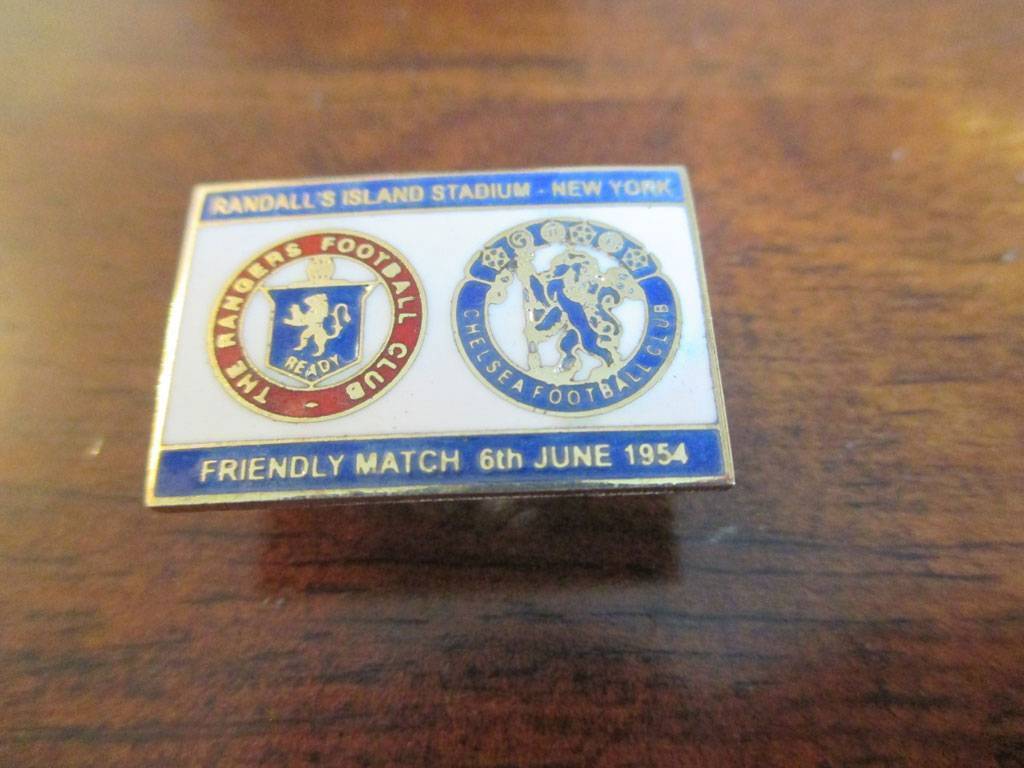 RANDALL'S ISLAND STADIUM - NEW YORK
THE RANGERS FOOTBALL CLUB -
READY
CHELSEA FOOTBALL CLUB
FRIENDLY MATCH 6th JUNE 1954